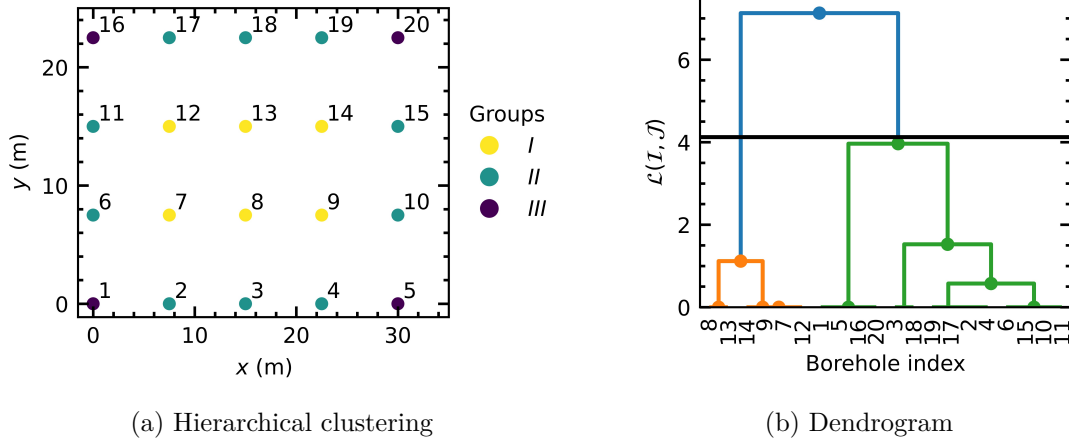 16 17 18 19 20
11 12 13 14 15
6 7 8 9 10
1 2 3 4 5
20
10
0
0 10 20 30
y (m)
x (m)
Groups
I
II
III
6
4
2
0
ℒ(ℐ, 𝒥)
8 13 14 9 7 12 1 5 16 20 3 18 19 17 2 4 6 15 10 11
Borehole index
(a) Hierarchical clustering
(b) Dendrogram